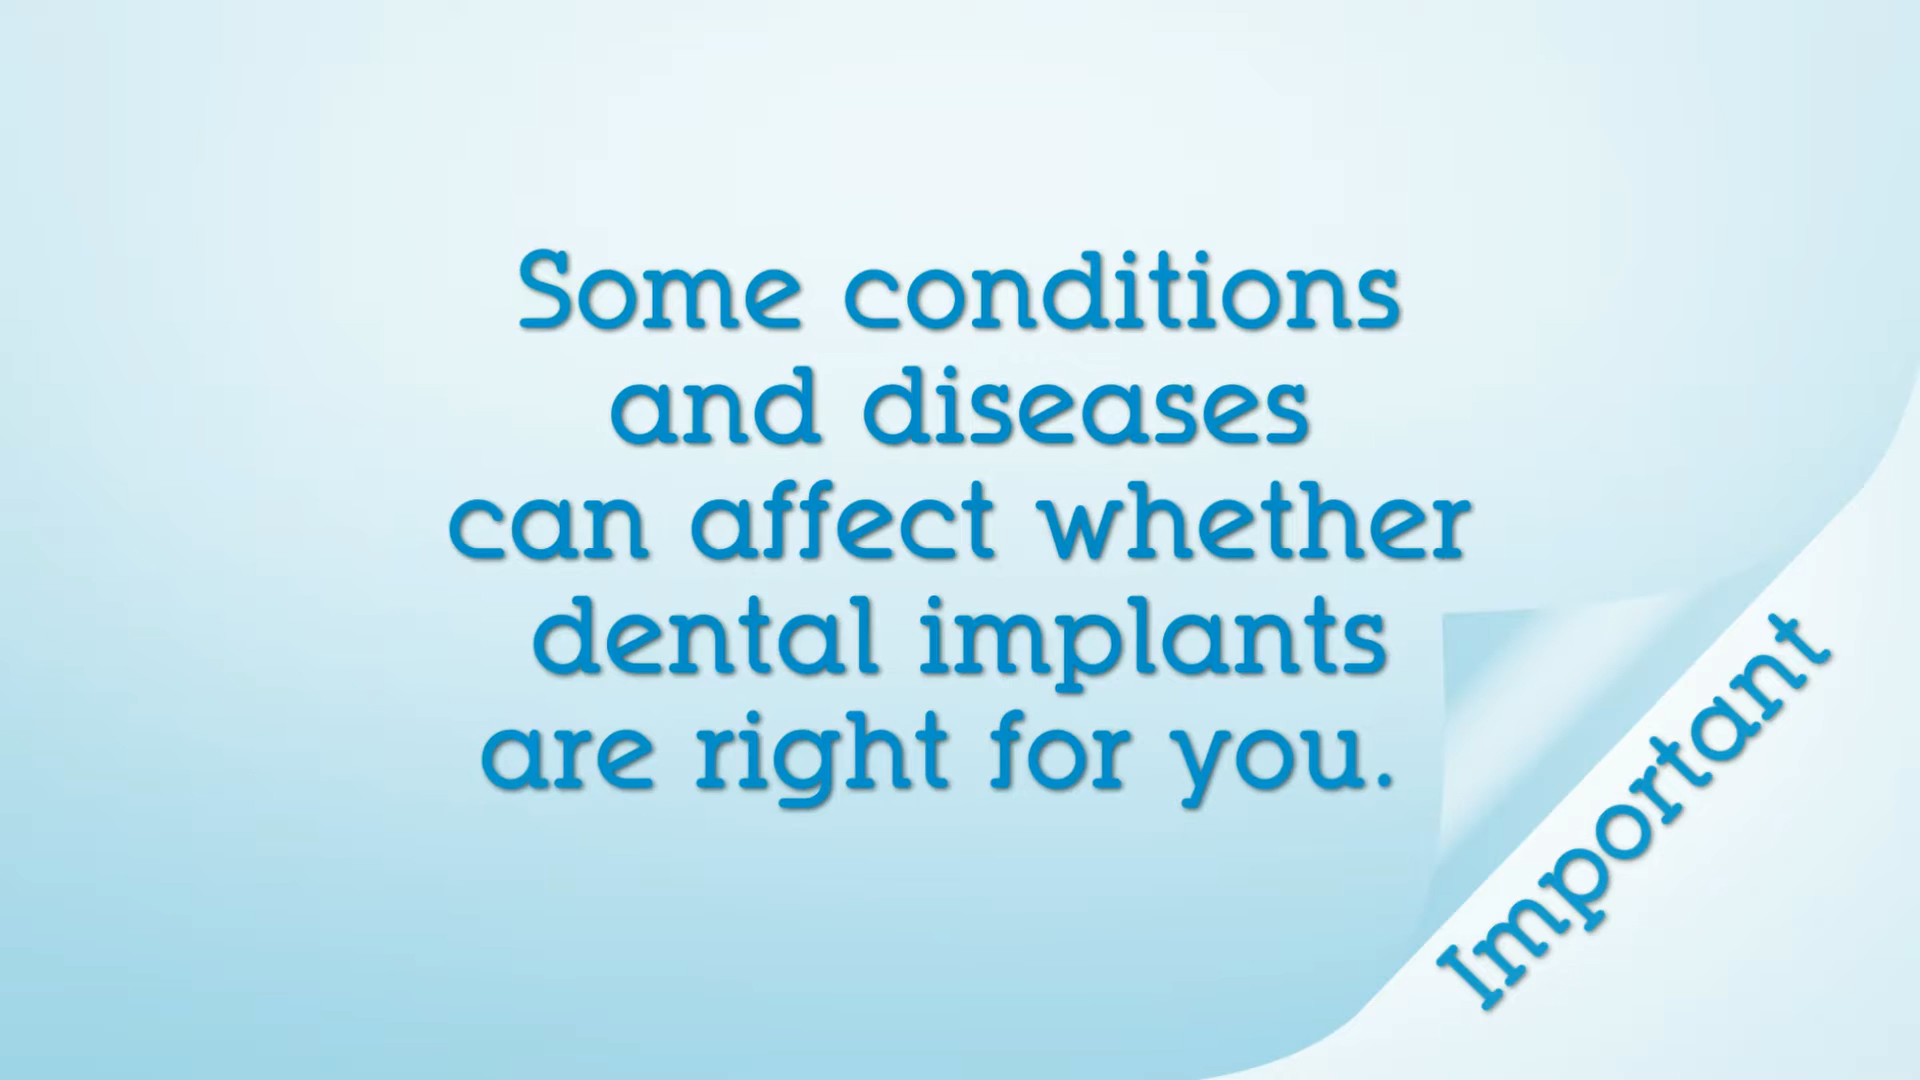 Some conditions
and diseases
can affect whether
dental implants
are right for you.
Important